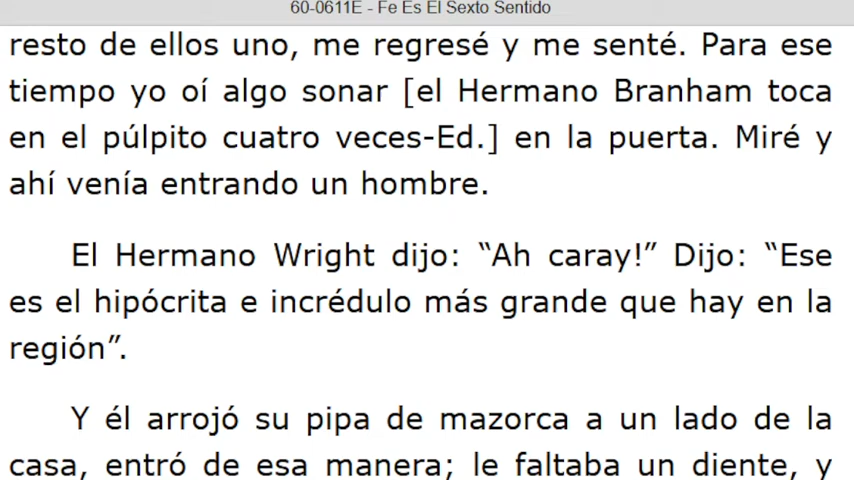 60-0611E - Fe Es El Sexto Sentido
resto de ellos uno, me regresé y me senté. Para ese
tiempo yo oí algo sonar [el Hermano Branham toca
en el púlpito cuatro veces-Ed.] en la puerta. Miré y
ahí venía entrando un hombre.
El Hermano Wright dijo: “Ah caray!” Dijo: “Ese
es el hipócrita e incrédulo más grande que hay en la
región”.
Y él arrojó su pipa de mazorca a un lado de la
casa, entró de esa manera; le faltaba un diente, y